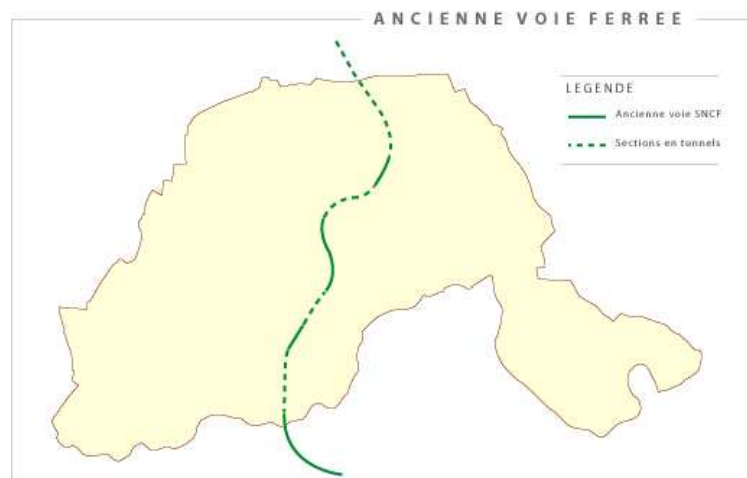 ANCIENNE VOIE FERREE
LEGENDE
Ancienne voie SNCF
Sections en tunnels